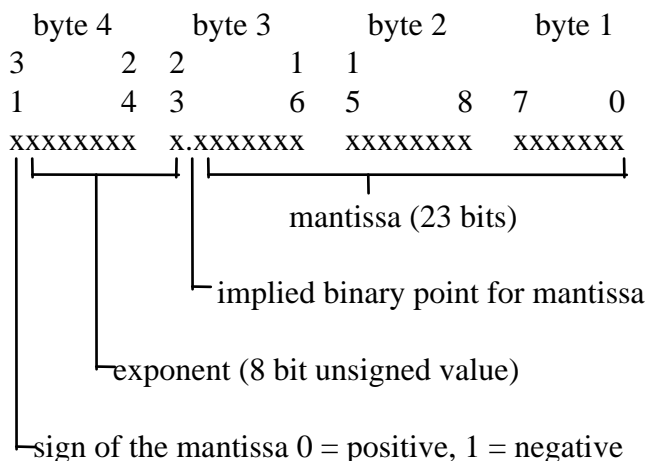 byte 4 byte 3 byte 2 byte 1
3 2 2 1 1
1 4 3 6 5 8 7 0
xxxxxxxx x.xxxxxxx xxxxxxxx xxxxxxx
mantissa (23 bits)
implied binary point for mantissa
exponent (8 bit unsigned value)
sign of the mantissa 0 = positive, 1 = negative